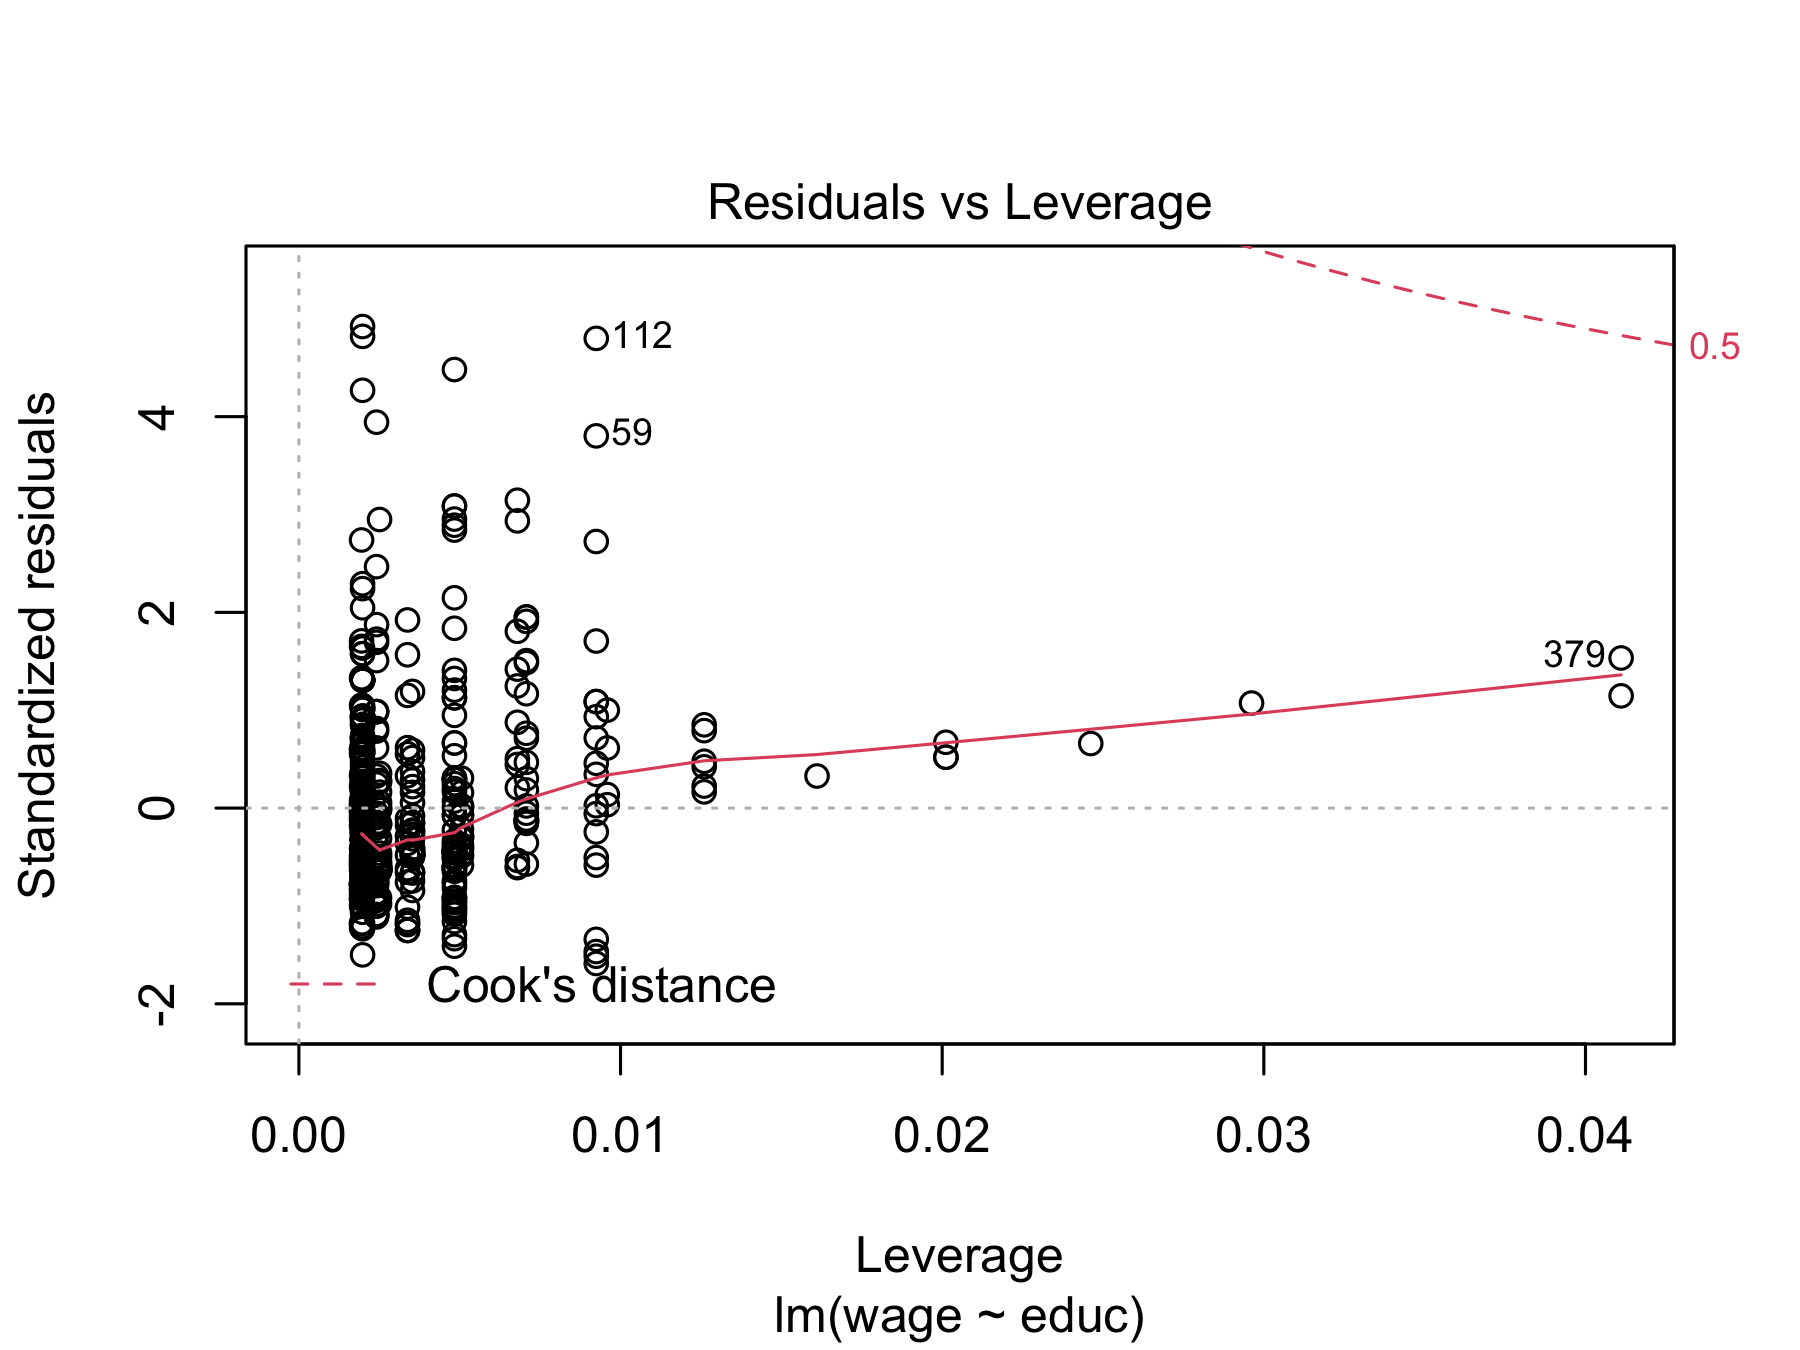 Residuals vs Leverage
Standardized residuals
4
2
0
-2
112
59
379
0.5
Cook's distance
0.00 0.01 0.02 0.03 0.04
Leverage
lm(wage ~ educ)